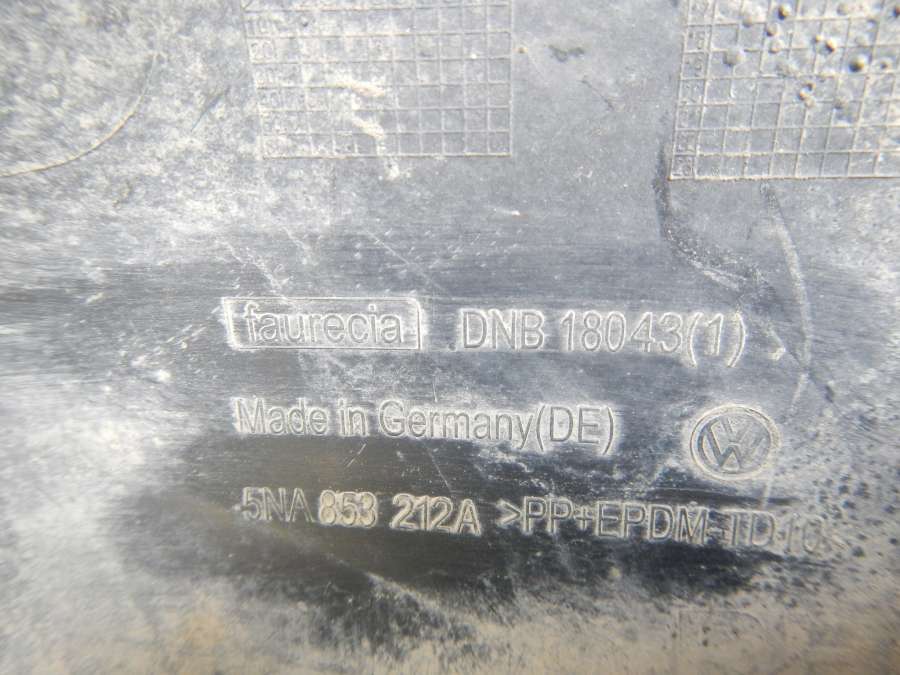 faurecia DNB 18043(1)
Made in Germany(DE)
5NA 853 212A >PP+EPDM-TD10<